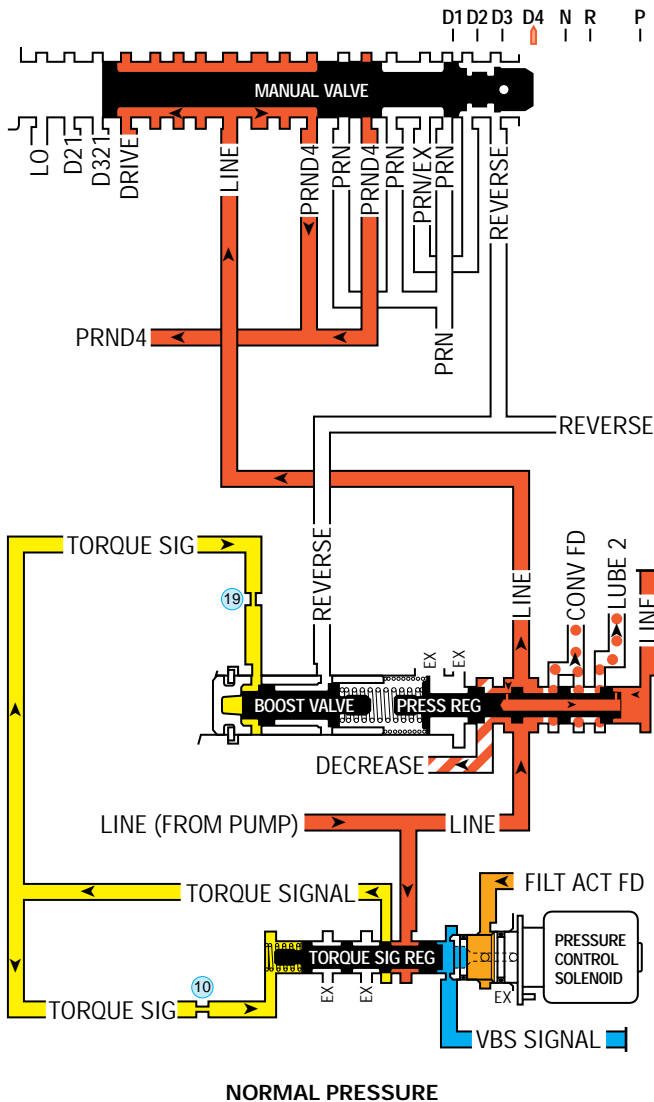 D1 D2 D3 D4 N R P
MANUAL VALVE
LO
D21
D321
DRIVE
LINE
PRND4
PRN
PRND4
PRN
PRN/EX
PRN
REVERSE
PRND4
PRN
REVERSE
TORQUE SIG
REVERSE
LINE
CONV FD
LUBE 2
LINE
19
EX
EX
BOOST VALVE
PRESS REG
DECREASE
LINE (FROM PUMP)
LINE
TORQUE SIGNAL
FILT ACT FD
TORQUE SIG REG
PRESSURE
CONTROL
SOLENOID
10
EX
EX
EX
TORQUE SIG
VBS SIGNAL
NORMAL PRESSURE